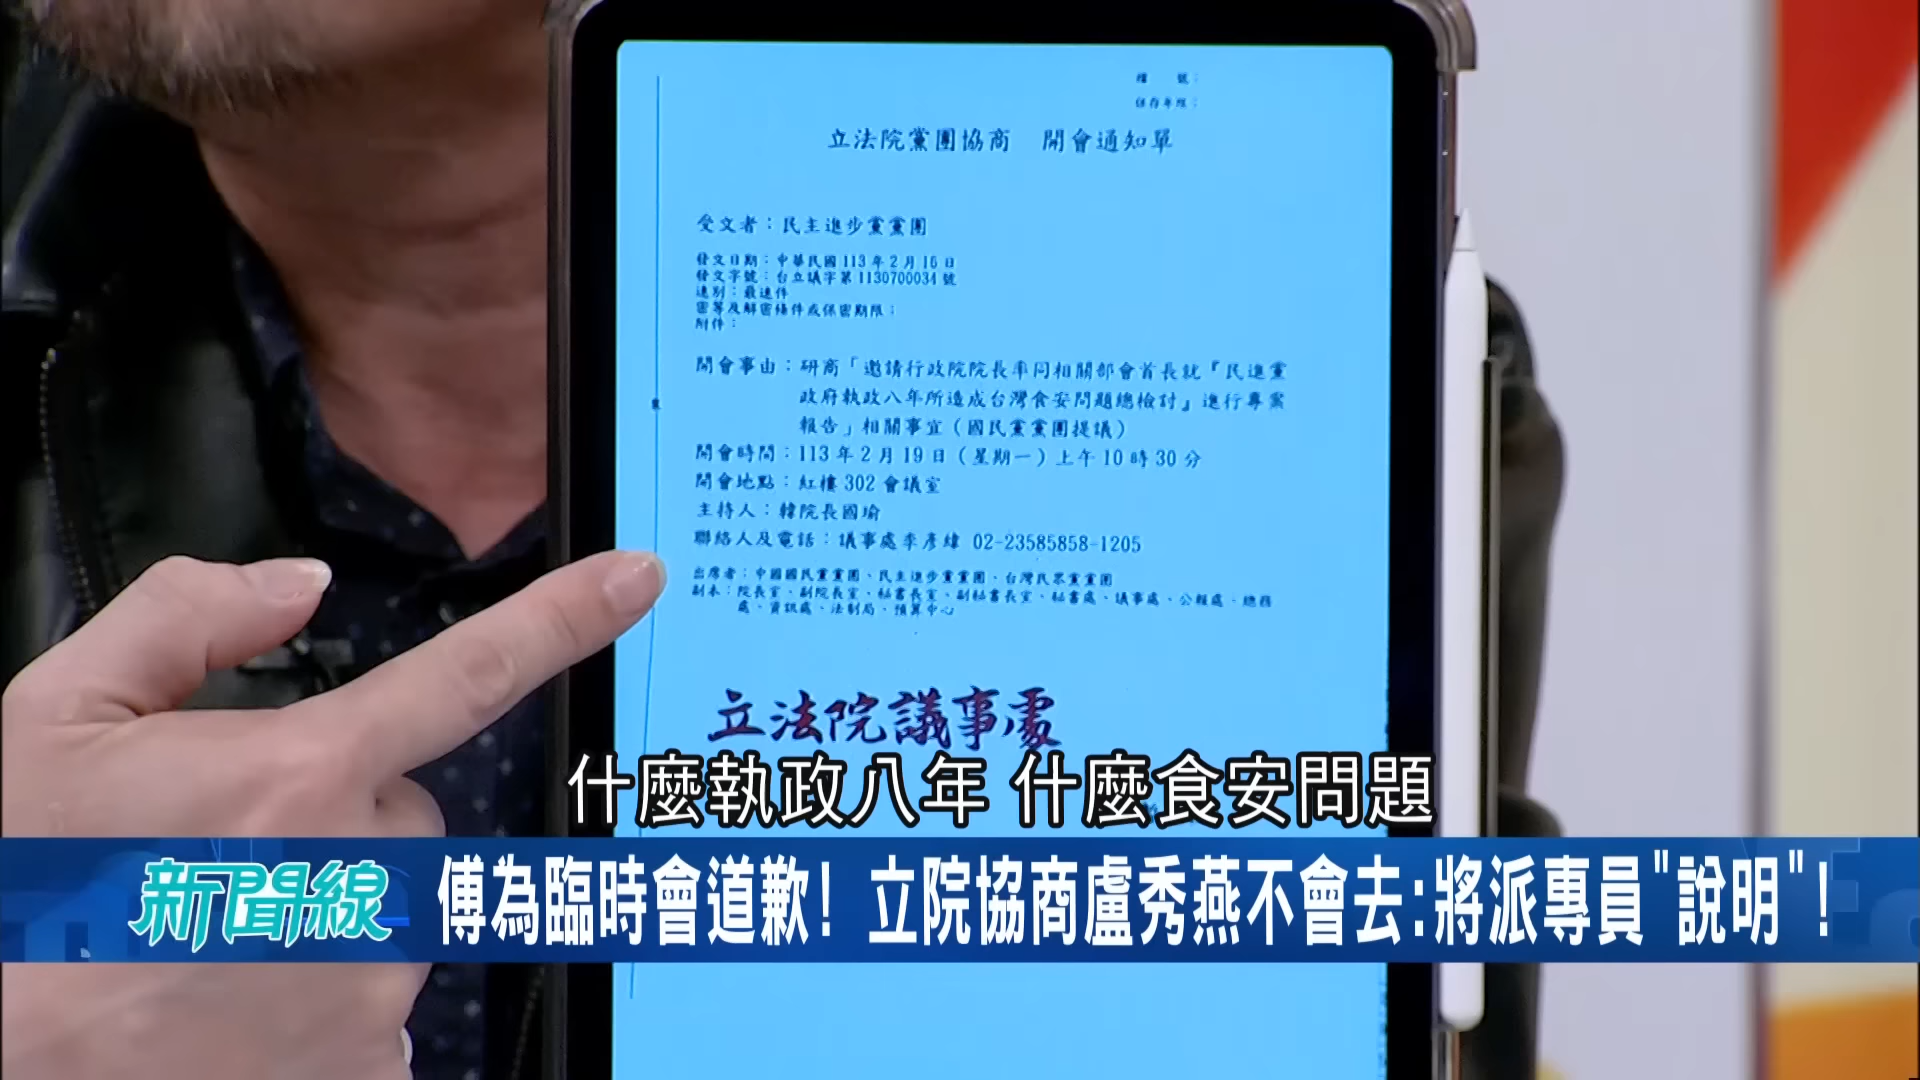 檔 號：
保存年限：
立法院黨團協商 開會通知單
受文者：民主進步黨黨團
發文日期：中華民國113年2月16日
發文字號：台立議字第1130700034號
速別：最速件
密等及解密條件或保密期限：
附件：
開會事由：研商「邀請行政院院長率同相關部會首長就『民進黨
政府執政八年所造成台灣食安問題總檢討』進行專案
報告」相關事宜（國民黨黨團提議）
開會時間：113年2月19日（星期一）上午10時30分
開會地點：紅樓302會議室
主持人：韓院長國瑜
聯絡人及電話：議事處李彥緯 02-23585858-1205
出席者：中國國民黨黨團、民主進步黨黨團、台灣民眾黨黨團
副本：院長室、副院長室、秘書長室、副秘書長室、秘書處、議事處、公報處、總務
處、資訊處、法制局、預算中心
立法院議事處
什麼執政八年 什麼食安問題
新聞線
傅為臨時會道歉! 立院協商盧秀燕不會去:將派專員"說明"!